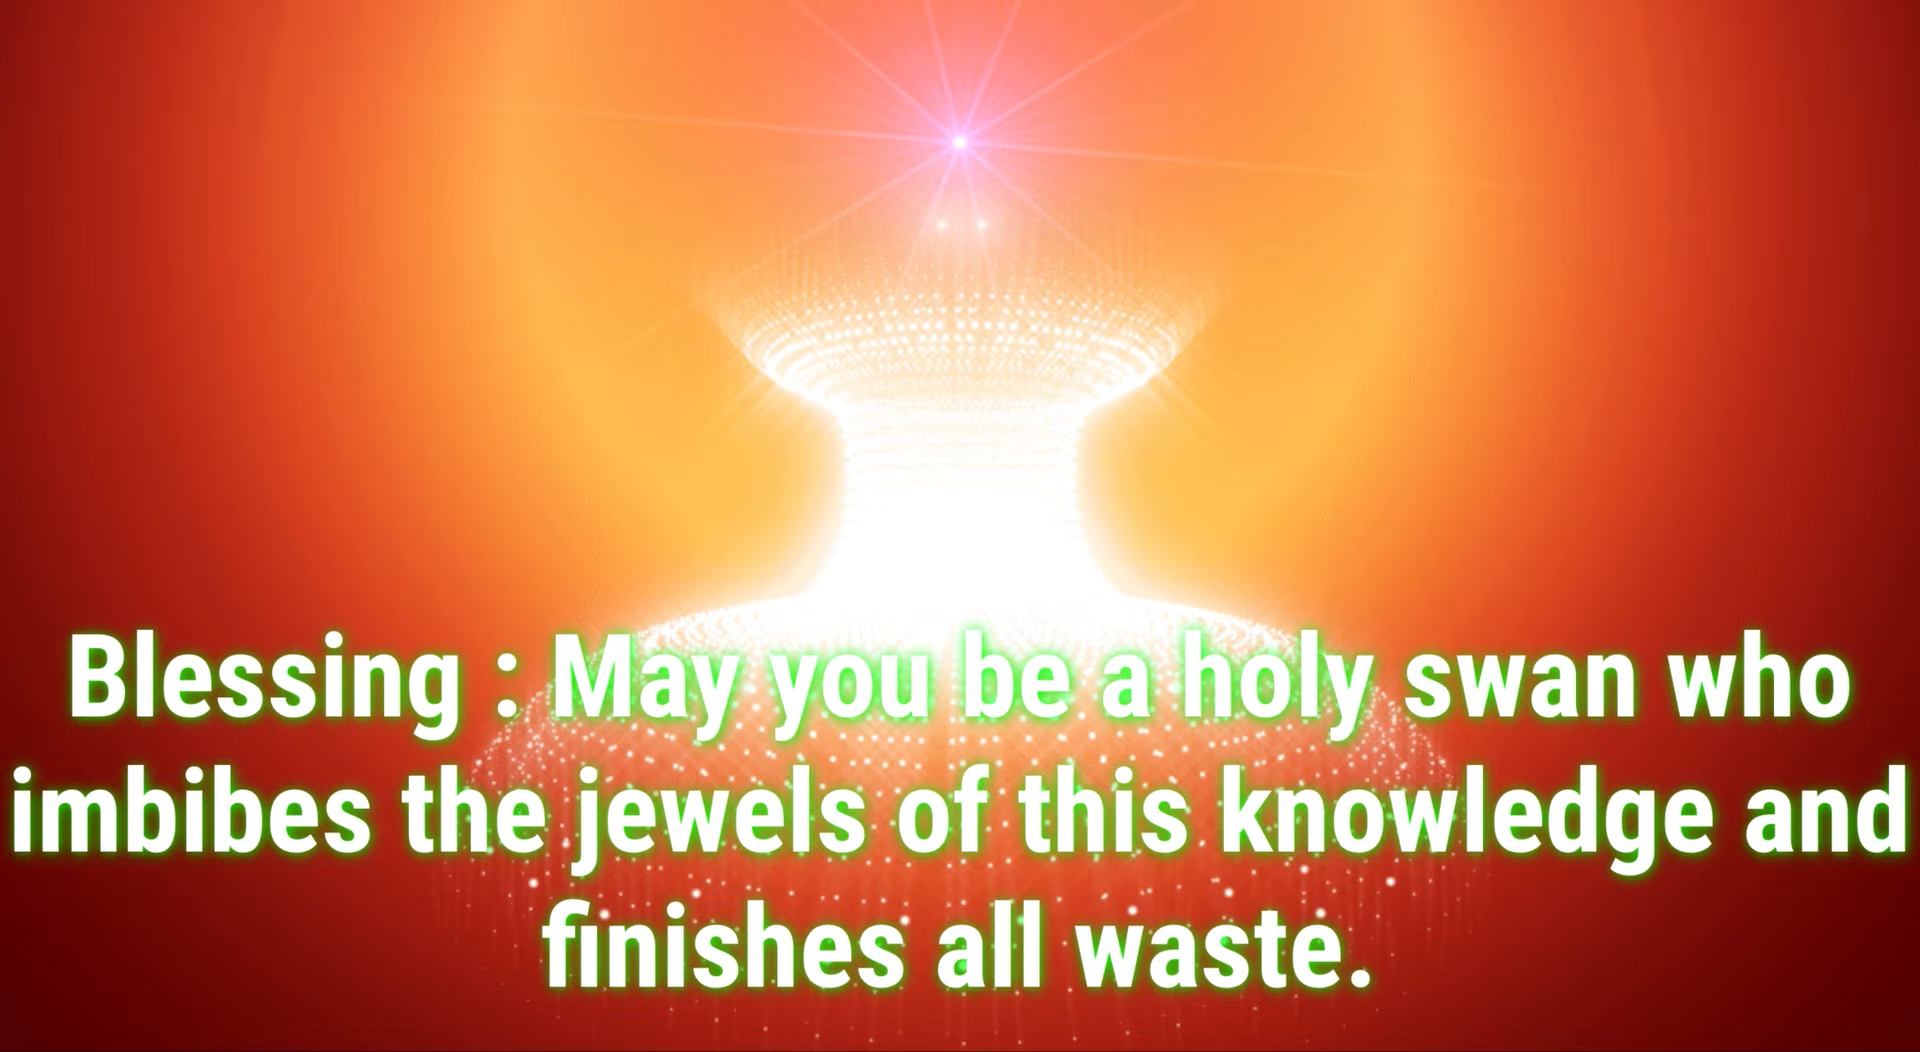 Blessing : May you be a holy swan who
imbibes the jewels of this knowledge and
finishes all waste.